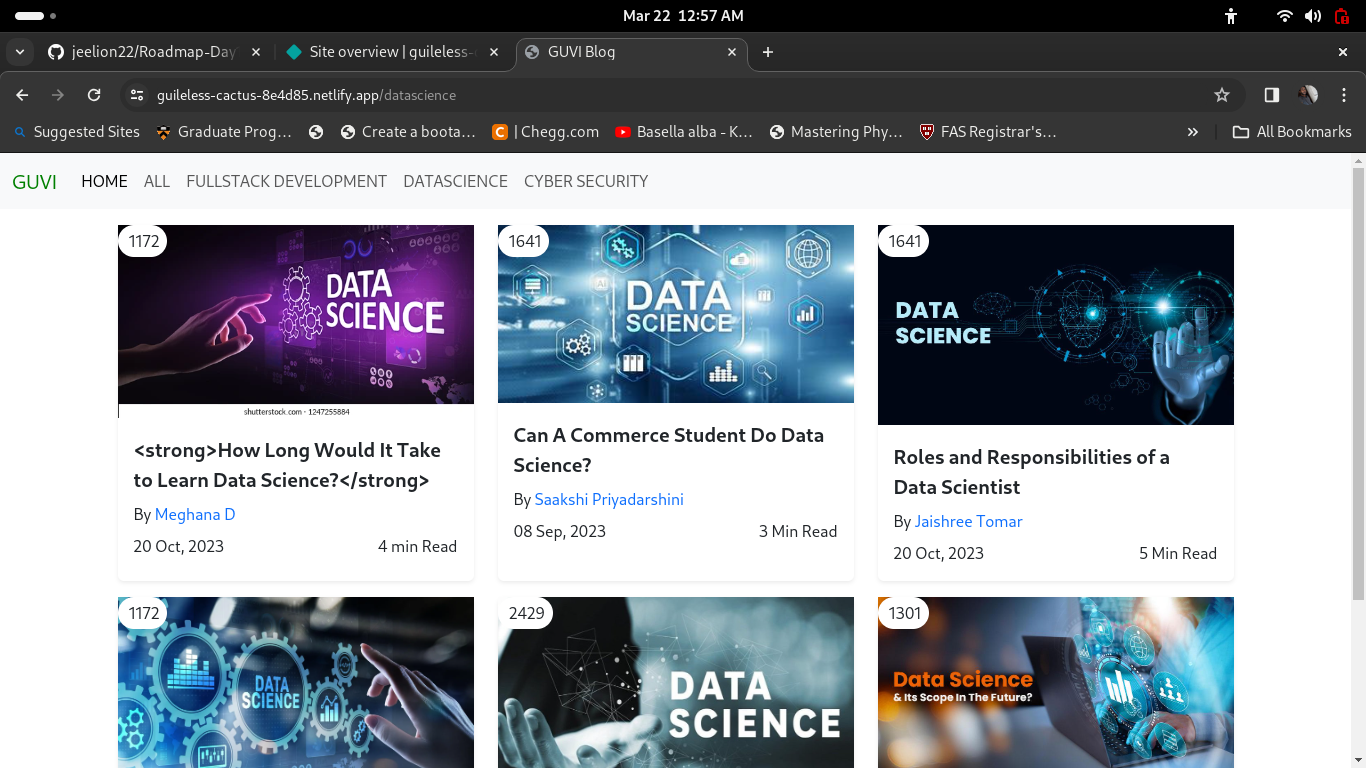 Mar 22 12:57 AM
jeelion22/Roadmap-Day
Site overview | guileless-
GUVI Blog
guileless-cactus-8e4d85.netlify.app/datascience
Suggested Sites
Graduate Prog...
Create a boota...
| Chegg.com
Basella alba - K...
Mastering Phy...
FAS Registrar's...
»
All Bookmarks
GUVI HOME ALL FULLSTACK DEVELOPMENT DATASCIENCE CYBER SECURITY
1172
DATA
SCIENCE
shutterstock.com · 1247255884
<strong>How Long Would It Take
to Learn Data Science?</strong>
By Meghana D
20 Oct, 2023 4 min Read
1641
AI
DATA
SCIENCE
Can A Commerce Student Do Data
Science?
By Saakshi Priyadarshini
08 Sep, 2023 3 Min Read
1641
DATA
SCIENCE
Roles and Responsibilities of a
Data Scientist
By Jaishree Tomar
20 Oct, 2023 5 Min Read
1172
DATA
SCIENCE
2429
DATA
SCIENCE
1301
Data Science
& Its Scope In The Future?